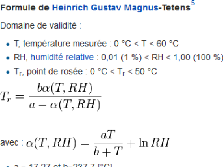 Formule de Heinrich Gustav Magnus-Tetens⁵
Domaine de validité :
• T, température mesurée : 0 °C < T < 60 °C
• RH, humidité relative : 0,01 (1 %) < RH < 1,00 (100 %)
• Tᵣ, point de rosée : 0 °C < Tᵣ < 50 °C
Tᵣ = bα(T, RH) / (a − α(T, RH))
avec : α(T, RH) = aT / (b + T) + ln RH